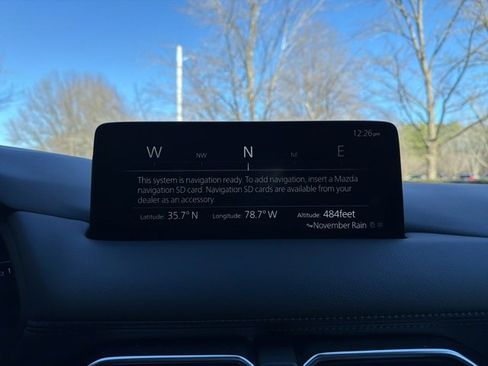 12:26pm
W NW N NE E
This system is navigation ready. To add navigation, insert a Mazda
navigation SD card. Navigation SD cards are available from your
dealer as an accessory.
Latitude: 35.7° N Longitude: 78.7° W Altitude: 484feet
November Rain